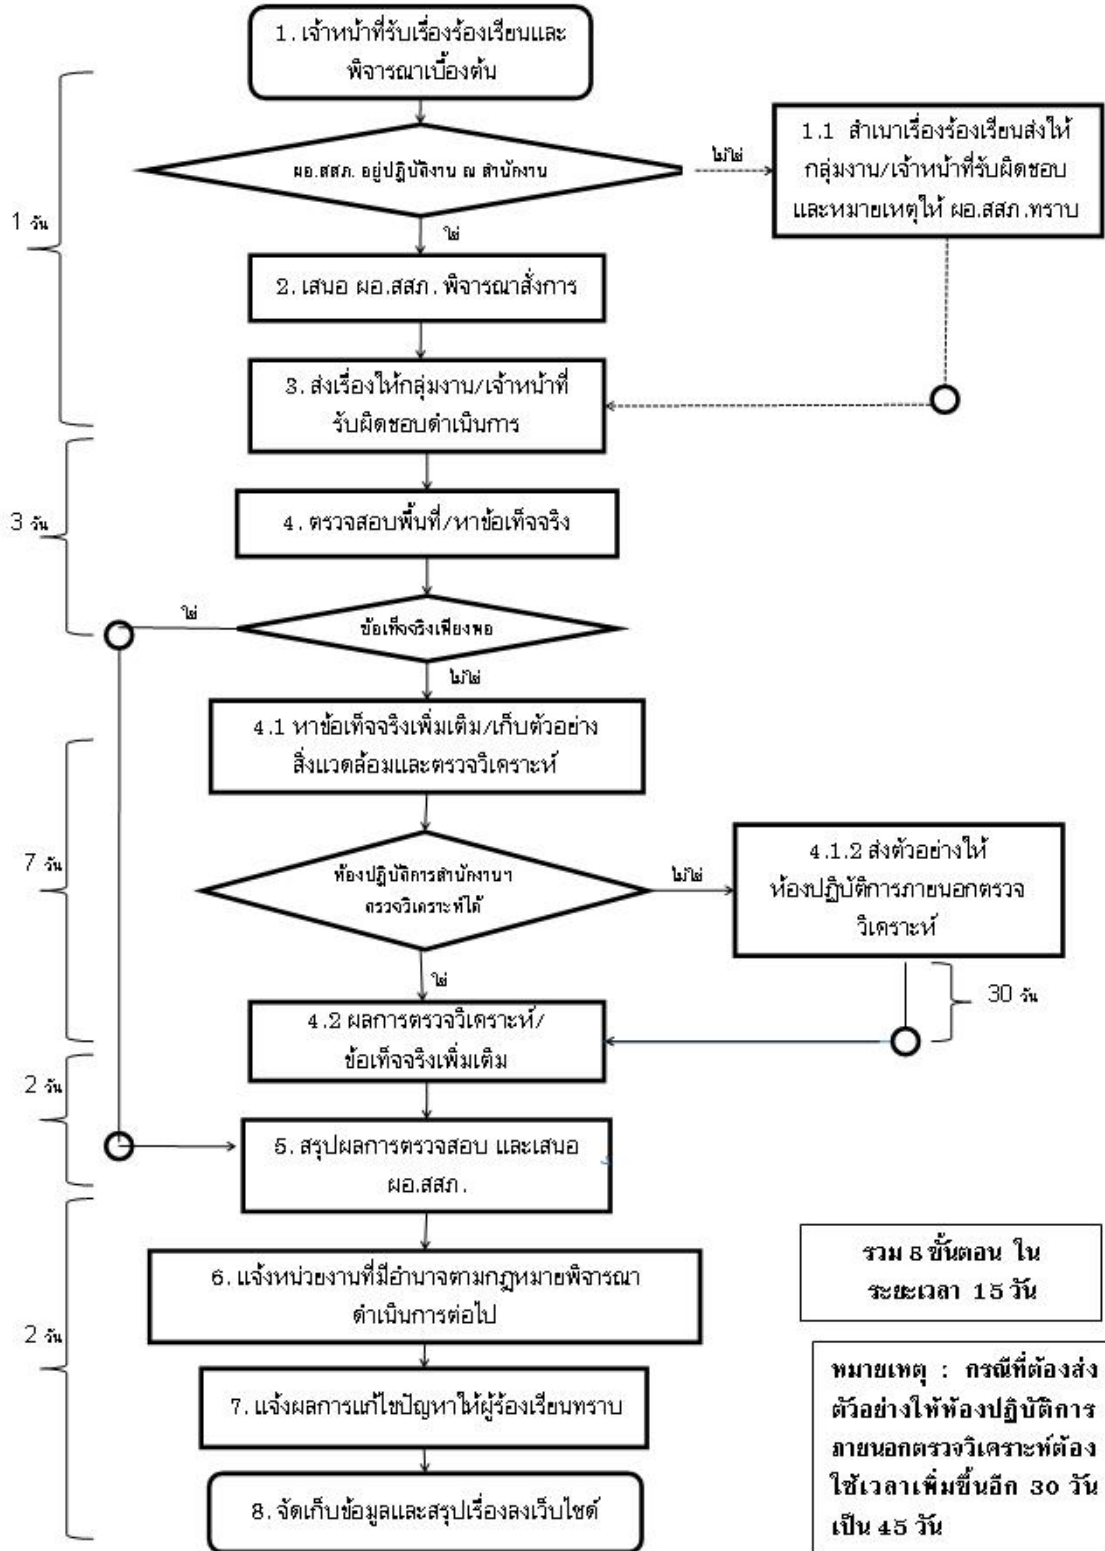 1. เจ้าหน้าที่รับเรื่องร้องเรียนและ
พิจารณาเบื้องต้น
ผอ.สสภ. อยู่ปฏิบัติงาน ณ สำนักงาน
ไม่ใช่
1.1 สำเนาเรื่องร้องเรียนส่งให้
กลุ่มงาน/เจ้าหน้าที่รับผิดชอบ
และหมายเหตุให้ ผอ.สสภ.ทราบ
1 วัน
ใช่
2. เสนอ ผอ.สสภ. พิจารณาสั่งการ
3. ส่งเรื่องให้กลุ่มงาน/เจ้าหน้าที่
รับผิดชอบดำเนินการ
3 วัน
4. ตรวจสอบพื้นที่/หาข้อเท็จจริง
ใช่
ข้อเท็จจริงเพียงพอ
ไม่ใช่
4.1 หาข้อเท็จจริงเพิ่มเติม/เก็บตัวอย่าง
สิ่งแวดล้อมและตรวจวิเคราะห์
7 วัน
ห้องปฏิบัติการสำนักงานฯ
ตรวจวิเคราะห์ได้
ไม่ใช่
4.1.2 ส่งตัวอย่างให้
ห้องปฏิบัติการภายนอกตรวจ
วิเคราะห์
ใช่
30 วัน
4.2 ผลการตรวจวิเคราะห์/
ข้อเท็จจริงเพิ่มเติม
2 วัน
5. สรุปผลการตรวจสอบ และเสนอ
ผอ.สสภ.
6. แจ้งหน่วยงานที่มีอำนาจตามกฎหมายพิจารณา
ดำเนินการต่อไป
2 วัน
7. แจ้งผลการแก้ไขปัญหาให้ผู้ร้องเรียนทราบ
8. จัดเก็บข้อมูลและสรุปเรื่องลงเว็บไซด์
รวม 8 ขั้นตอน ใน
ระยะเวลา 15 วัน
หมายเหตุ : กรณีที่ต้องส่ง
ตัวอย่างให้ห้องปฏิบัติการ
ภายนอกตรวจวิเคราะห์ต้อง
ใช้เวลาเพิ่มขึ้นอีก 30 วัน
เป็น 45 วัน